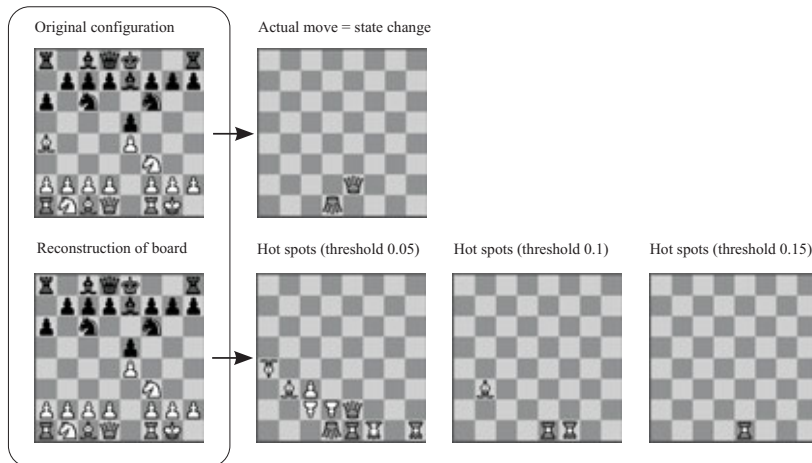 Original configuration
Actual move = state change
Reconstruction of board
Hot spots (threshold 0.05)
Hot spots (threshold 0.1)
Hot spots (threshold 0.15)